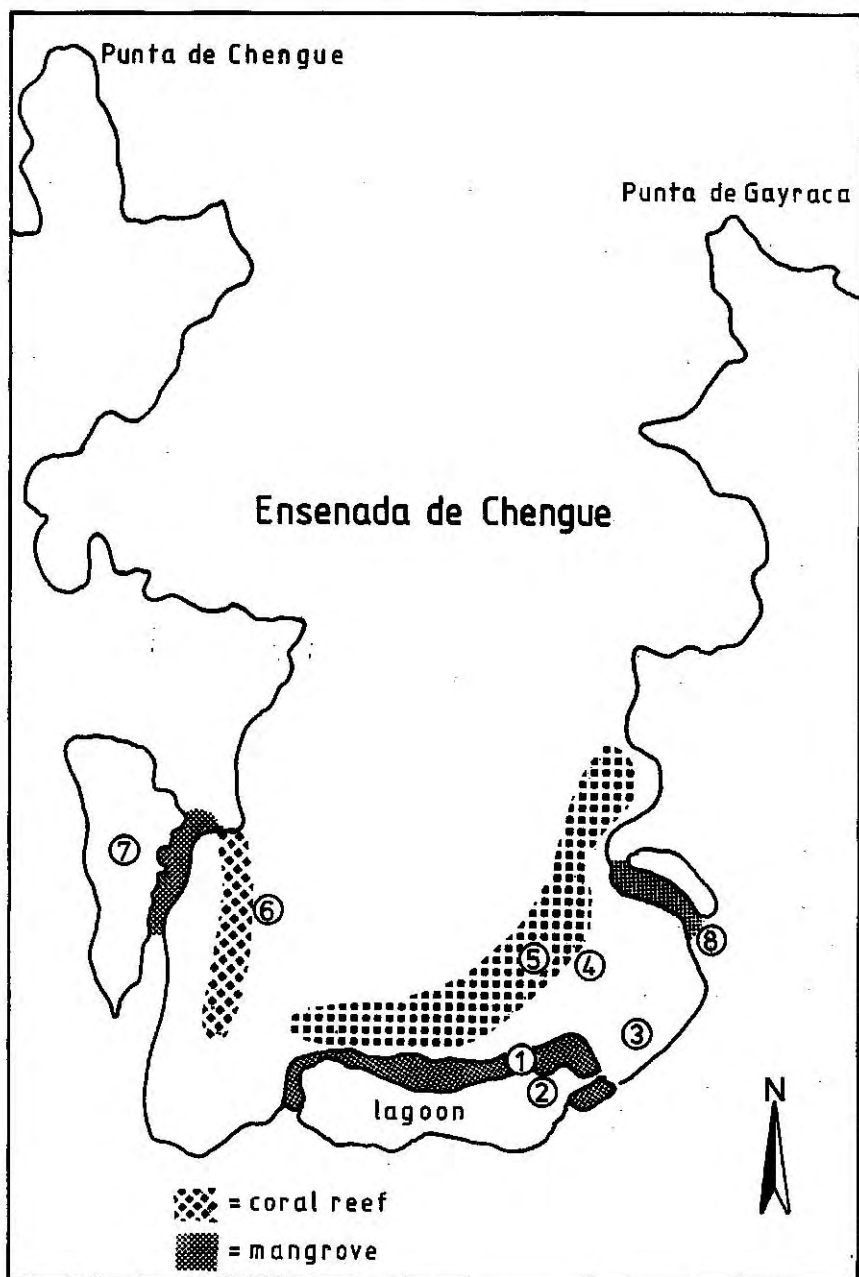 Punta de Chengue
Punta de Gayraca
Ensenada de Chengue
7
6
5
4
8
3
1
2
lagoon
N
= coral reef
= mangrove